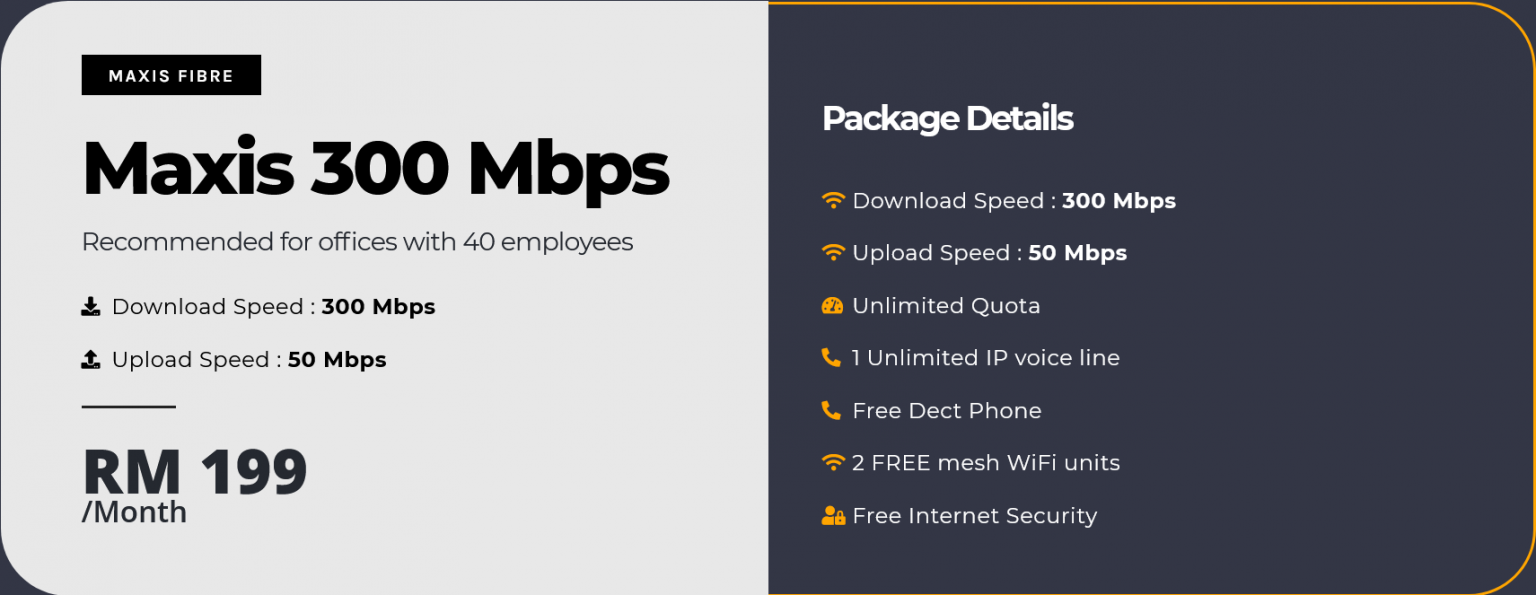 MAXIS FIBRE
Maxis 300 Mbps
Recommended for offices with 40 employees
Download Speed : 300 Mbps
Upload Speed : 50 Mbps
RM 199
/Month
Package Details
Download Speed : 300 Mbps
Upload Speed : 50 Mbps
Unlimited Quota
1 Unlimited IP voice line
Free Dect Phone
2 FREE mesh WiFi units
Free Internet Security